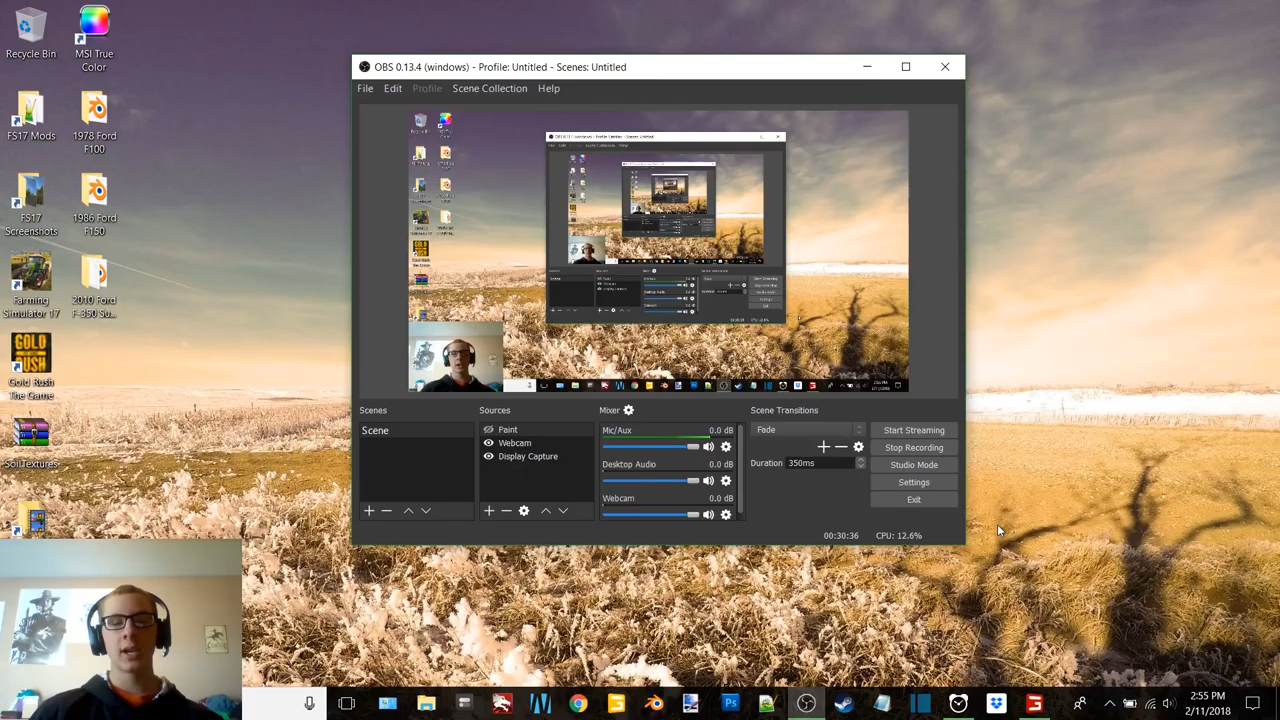 Recycle Bin
MSI True
Color
FS17 Mods
1978 Ford
F100
FS17
Screenshots
1986 Ford
F150
Farming
Simulator 17
2010 Ford
F-350 Su...
GOLD
RUSH
Gold Rush
The Game
SoilTextures
OBS 0.13.4 (windows) - Profile: Untitled - Scenes: Untitled
File Edit Profile Scene Collection Help
Scenes
Scene
Sources
Paint
Webcam
Display Capture
Mixer
Mic/Aux 0.0 dB
Desktop Audio 0.0 dB
Webcam 0.0 dB
Scene Transitions
Fade
Duration 350ms
Start Streaming
Stop Recording
Studio Mode
Settings
Exit
00:30:36 CPU: 12.6%
2:55 PM
2/11/2018